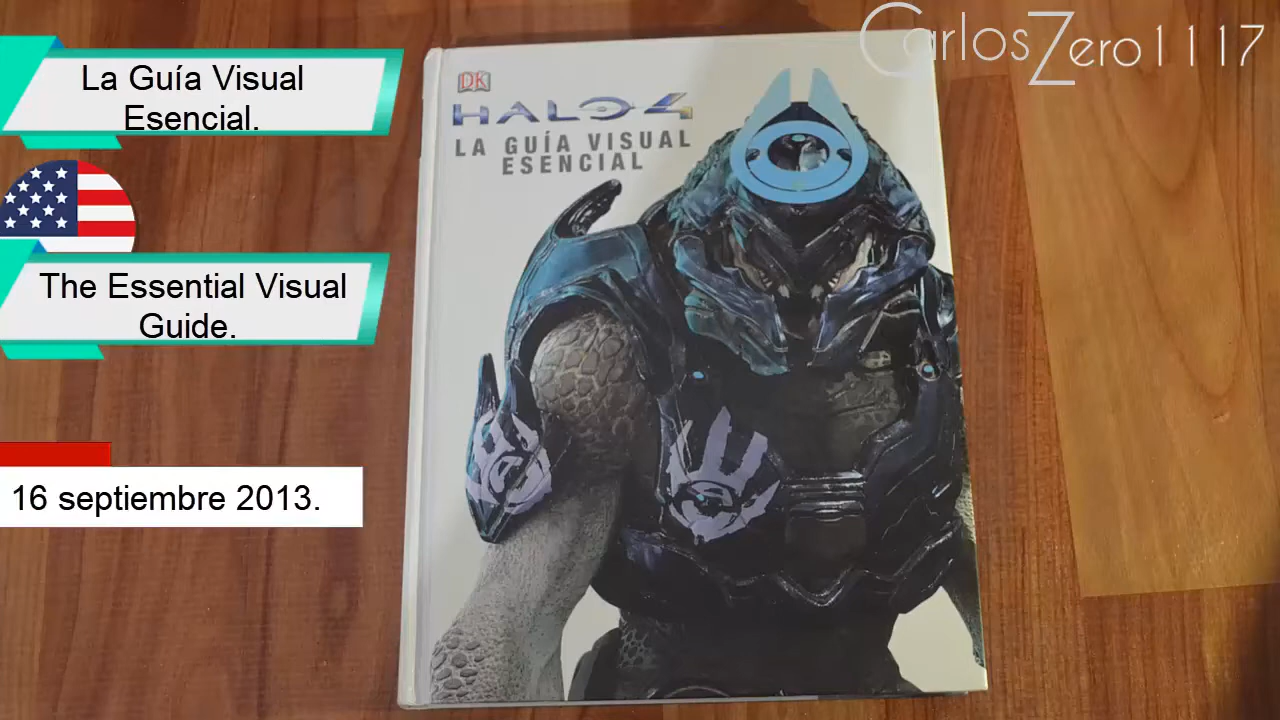 La Guía Visual
Esencial.
The Essential Visual
Guide.
16 septiembre 2013.
CarlosZero1117
DK
HALO 4
LA GUÍA VISUAL
ESENCIAL